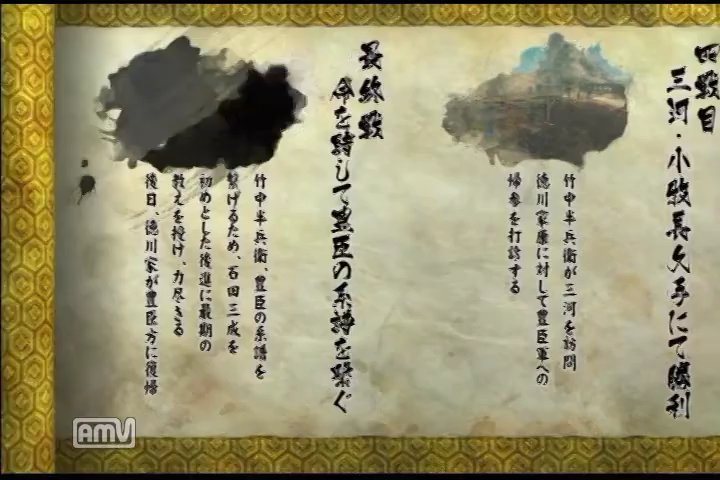 四戦目
三河・小牧長久手にて勝利
竹中半兵衛が三河を訪問
徳川家康に対して豊臣軍への
帰参を打診する
最終戦
命を賭して豊臣の系譜を繋ぐ
竹中半兵衛、豊臣の系譜を
繋げるため、石田三成を
初めとした後進に最期の
教えを授け、力尽きる
後日、徳川家が豊臣方に復帰
AMV